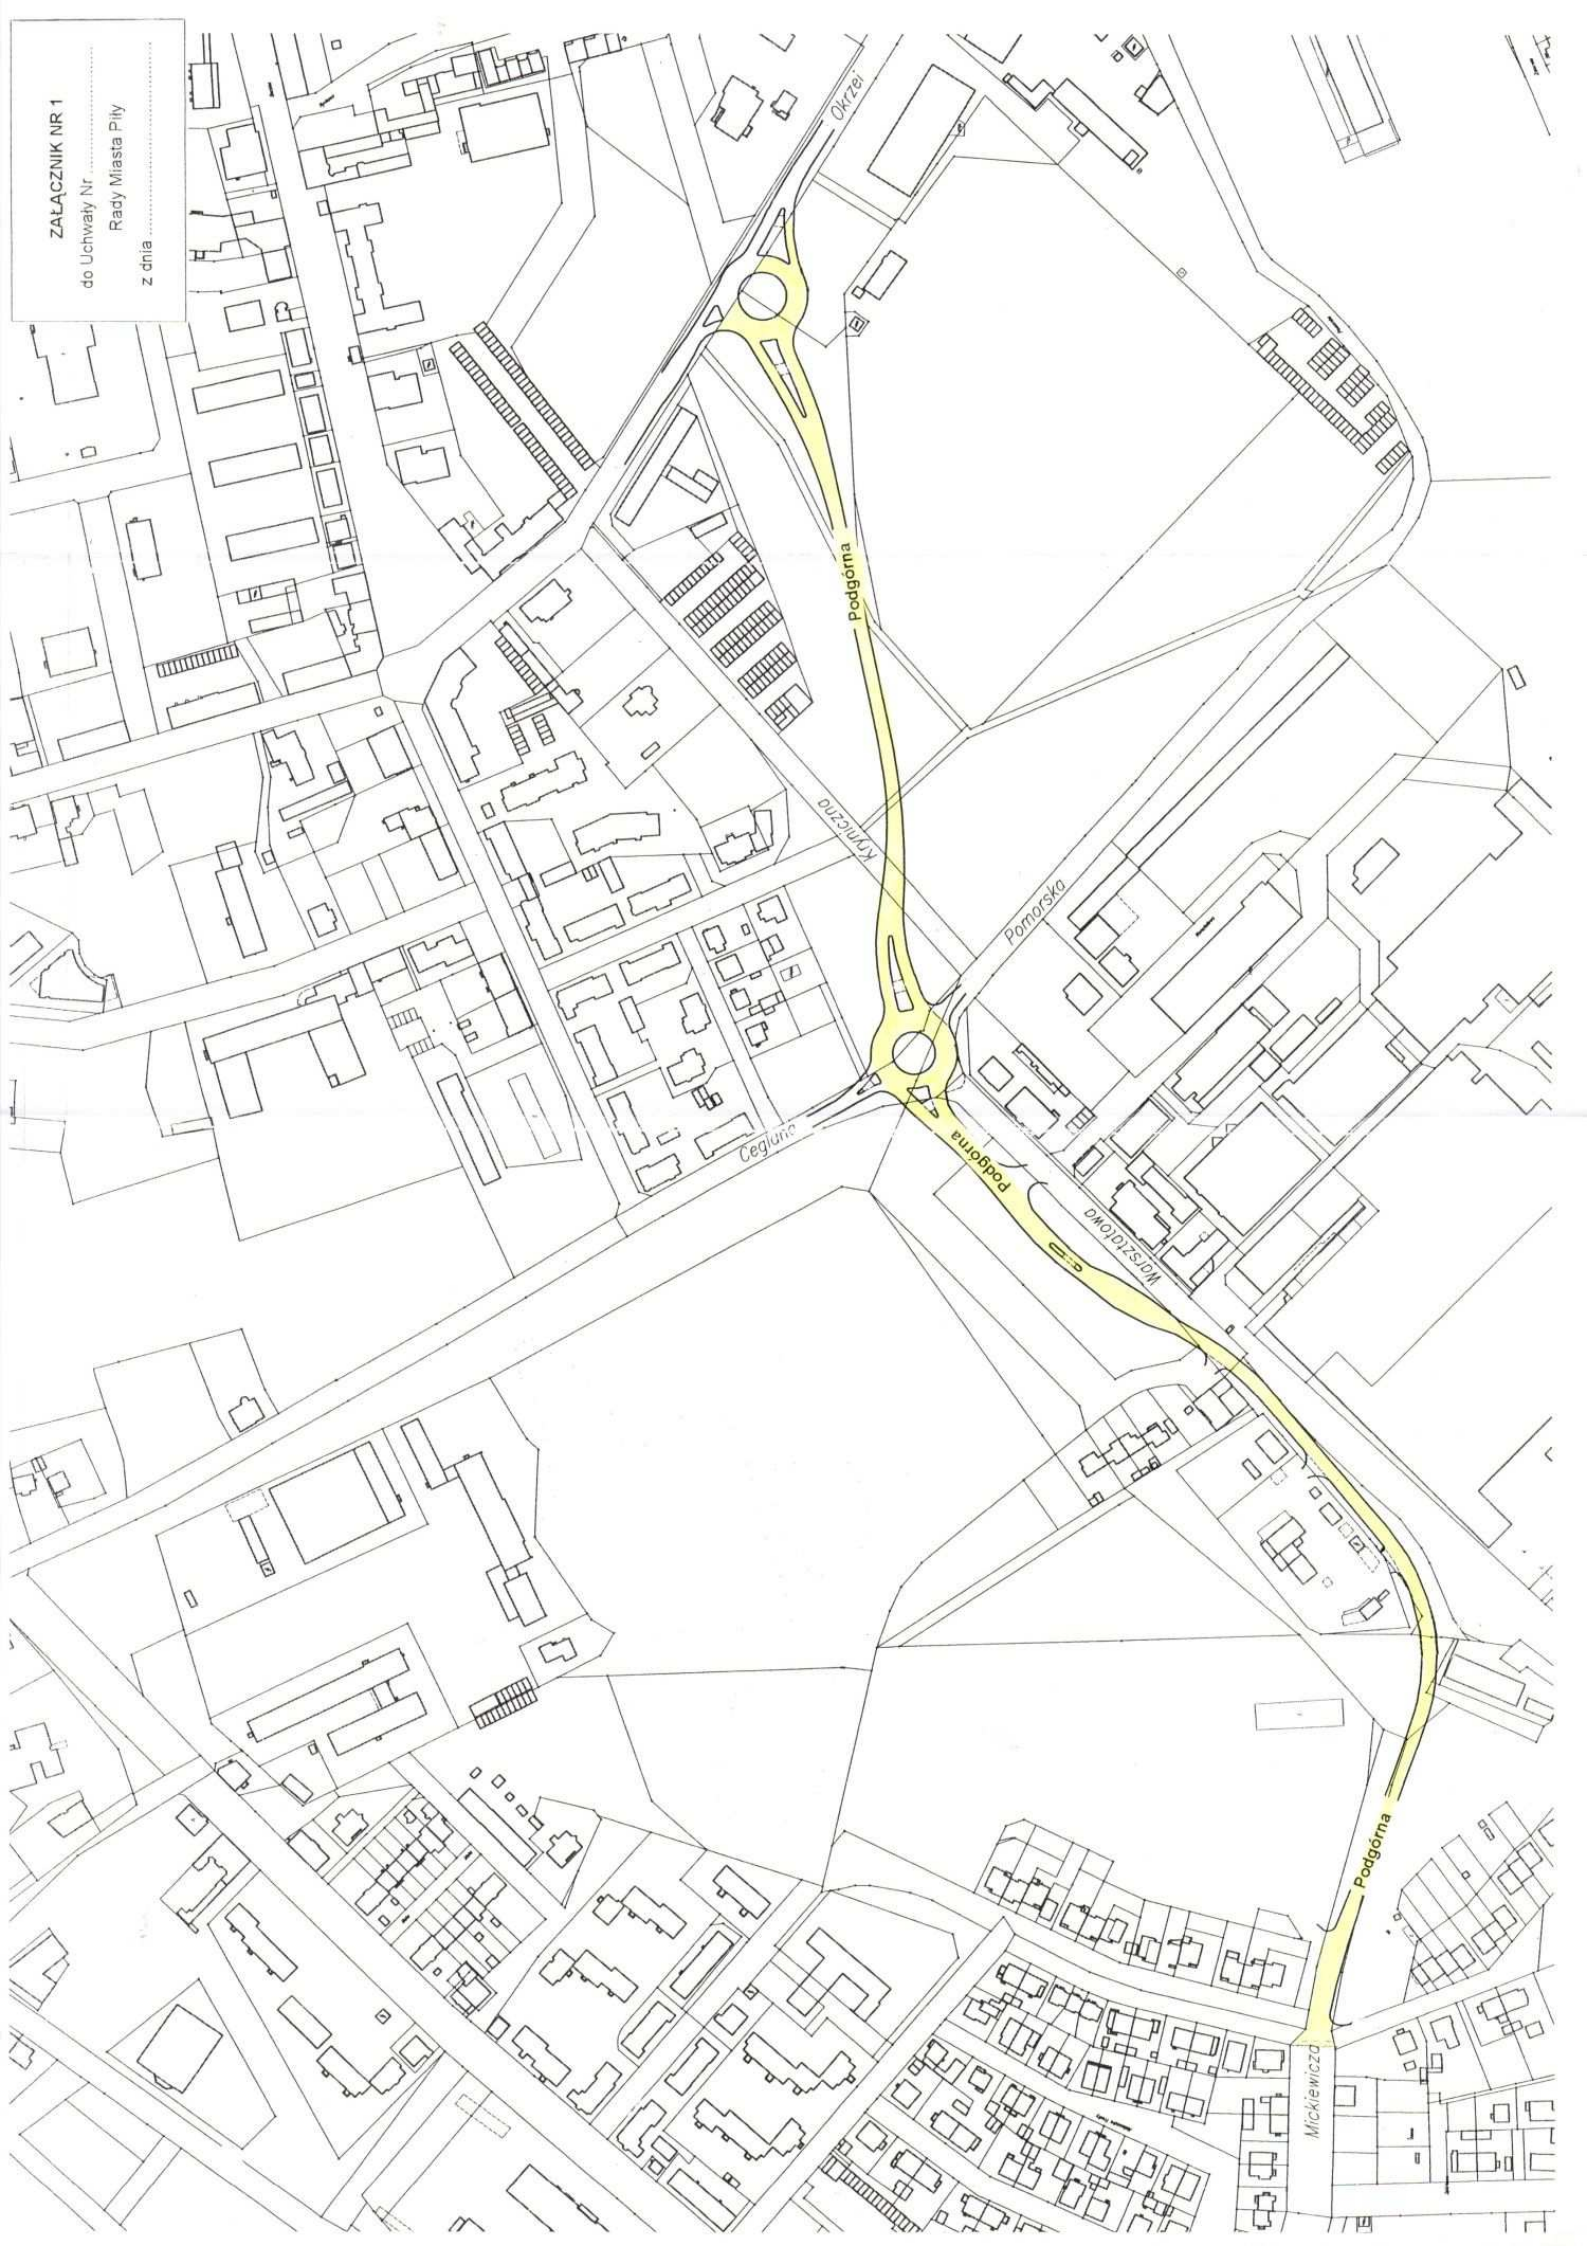 ZAŁĄCZNIK NR 1
do Uchwały Nr ........................
Rady Miasta Piły
z dnia ........................................
Okrzei
Podgórna
Kryniczna
Pomorska
Ceglana
Podgórna
Warsztatowa
Podgórna
Mickiewicza